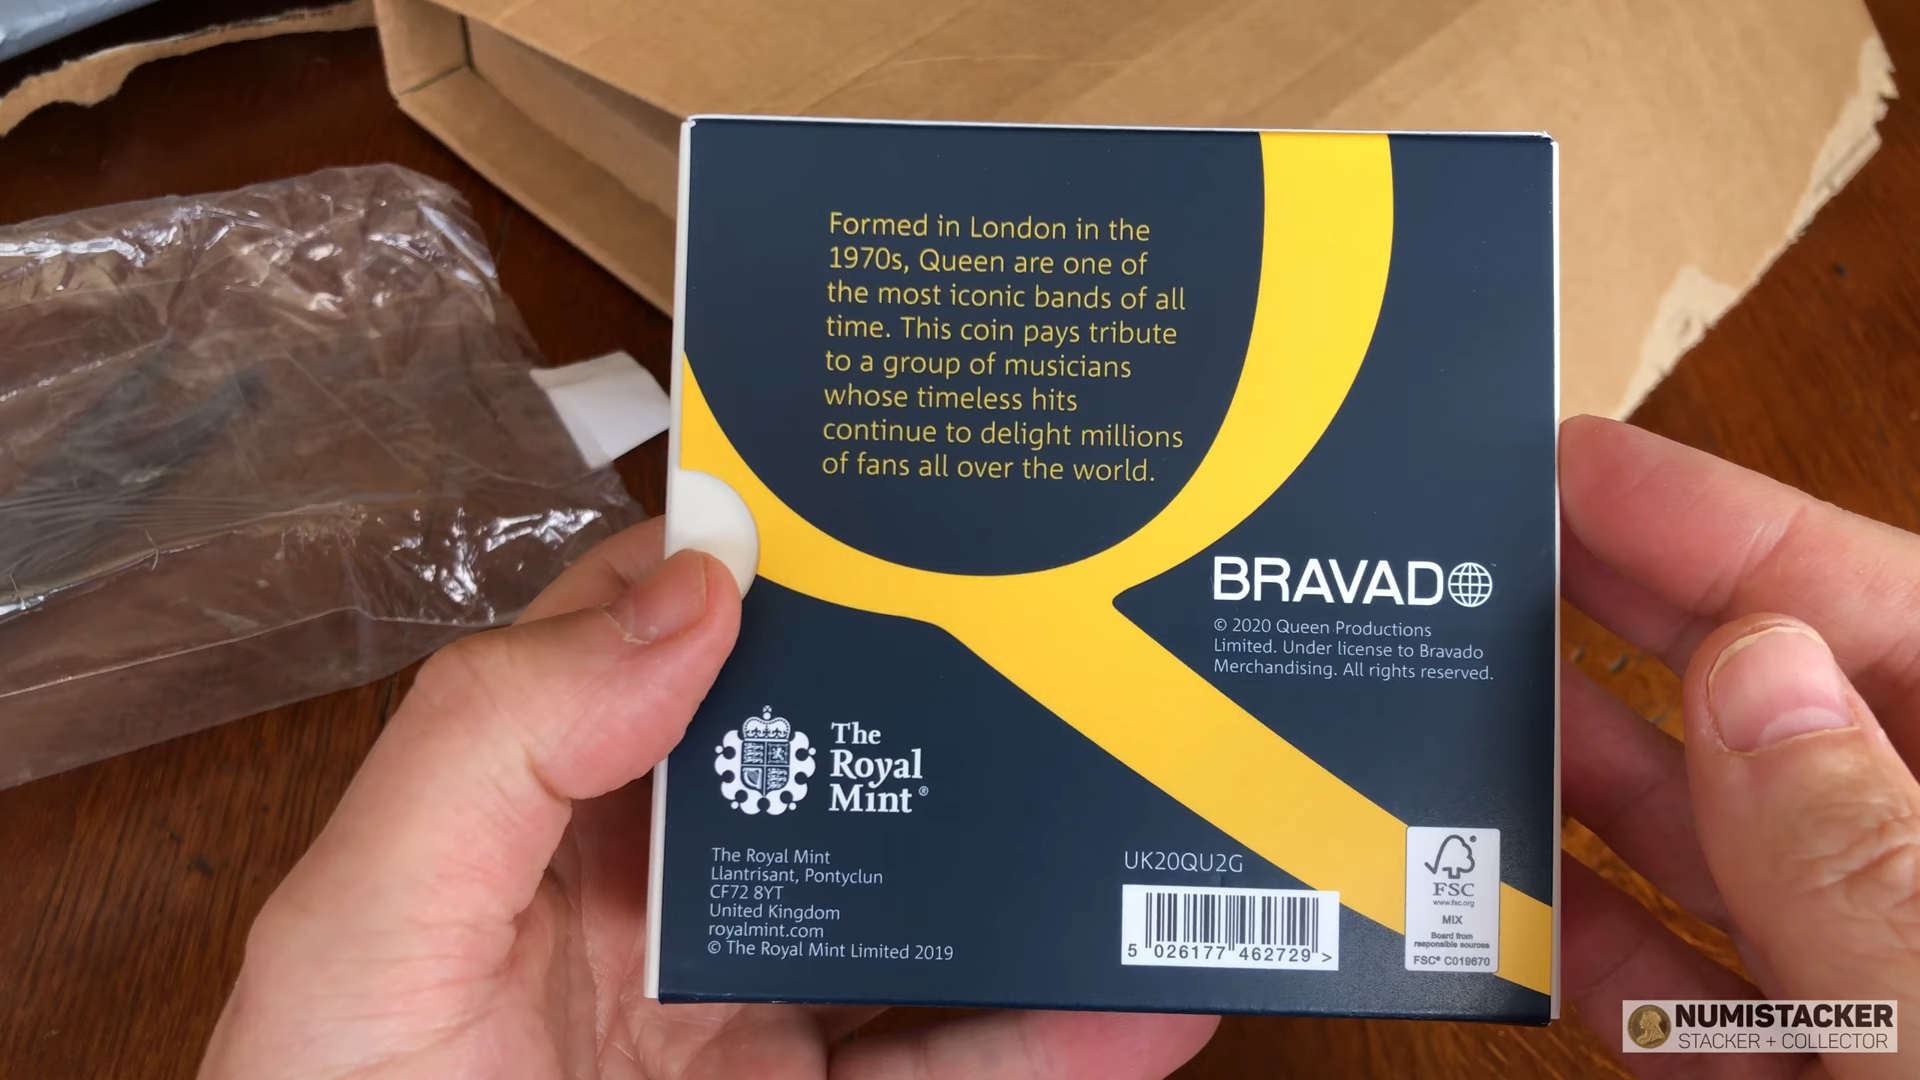 Formed in London in the
1970s, Queen are one of
the most iconic bands of all
time. This coin pays tribute
to a group of musicians
whose timeless hits
continue to delight millions
of fans all over the world.
BRAVADO
© 2020 Queen Productions
Limited. Under license to Bravado
Merchandising. All rights reserved.
The
Royal
Mint®
The Royal Mint
Llantrisant, Pontyclun
CF72 8YT
United Kingdom
royalmint.com
© The Royal Mint Limited 2019
UK20QU2G
5 026177 462729 >
FSC
www.fsc.org
MIX
Board from
responsible sources
FSC® C019670
NUMISTACKER
STACKER + COLLECTOR